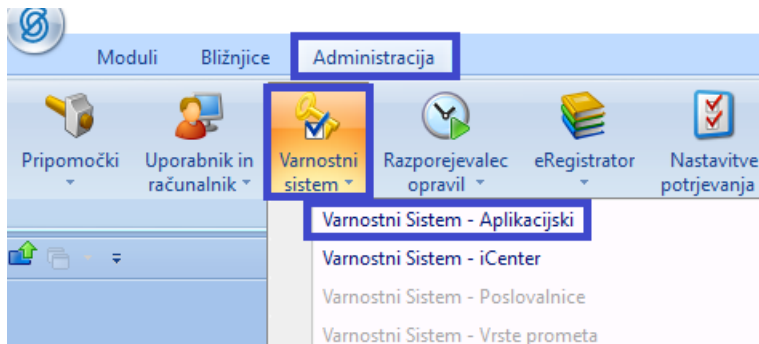 Moduli Bližnjice Administracija
Pripomočki Uporabnik in Varnostni Razporejevalec eRegistrator Nastavitve
računalnik sistem opravil potrjevanja
Varnostni Sistem - Aplikacijski
Varnostni Sistem - iCenter
Varnostni Sistem - Poslovalnice
Varnostni Sistem - Vrste prometa